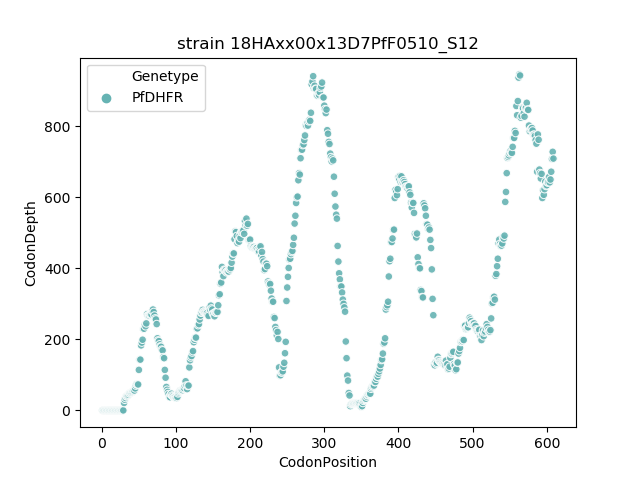 strain 18HAxx00x13D7PfF0510_S12
Genetype
PfDHFR
800
600
400
200
0
CodonDepth
0 100 200 300 400 500 600
CodonPosition